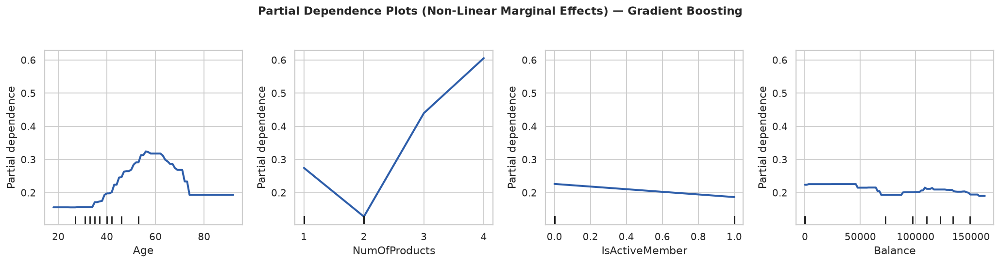 Partial Dependence Plots (Non-Linear Marginal Effects) — Gradient Boosting
Partial dependence
0.6
0.5
0.4
0.3
0.2
20 40 60 80
Age
Partial dependence
0.6
0.5
0.4
0.3
0.2
1 2 3 4
NumOfProducts
Partial dependence
0.6
0.5
0.4
0.3
0.2
0.0 0.2 0.4 0.6 0.8 1.0
IsActiveMember
Partial dependence
0.6
0.5
0.4
0.3
0.2
0 50000 100000 150000
Balance